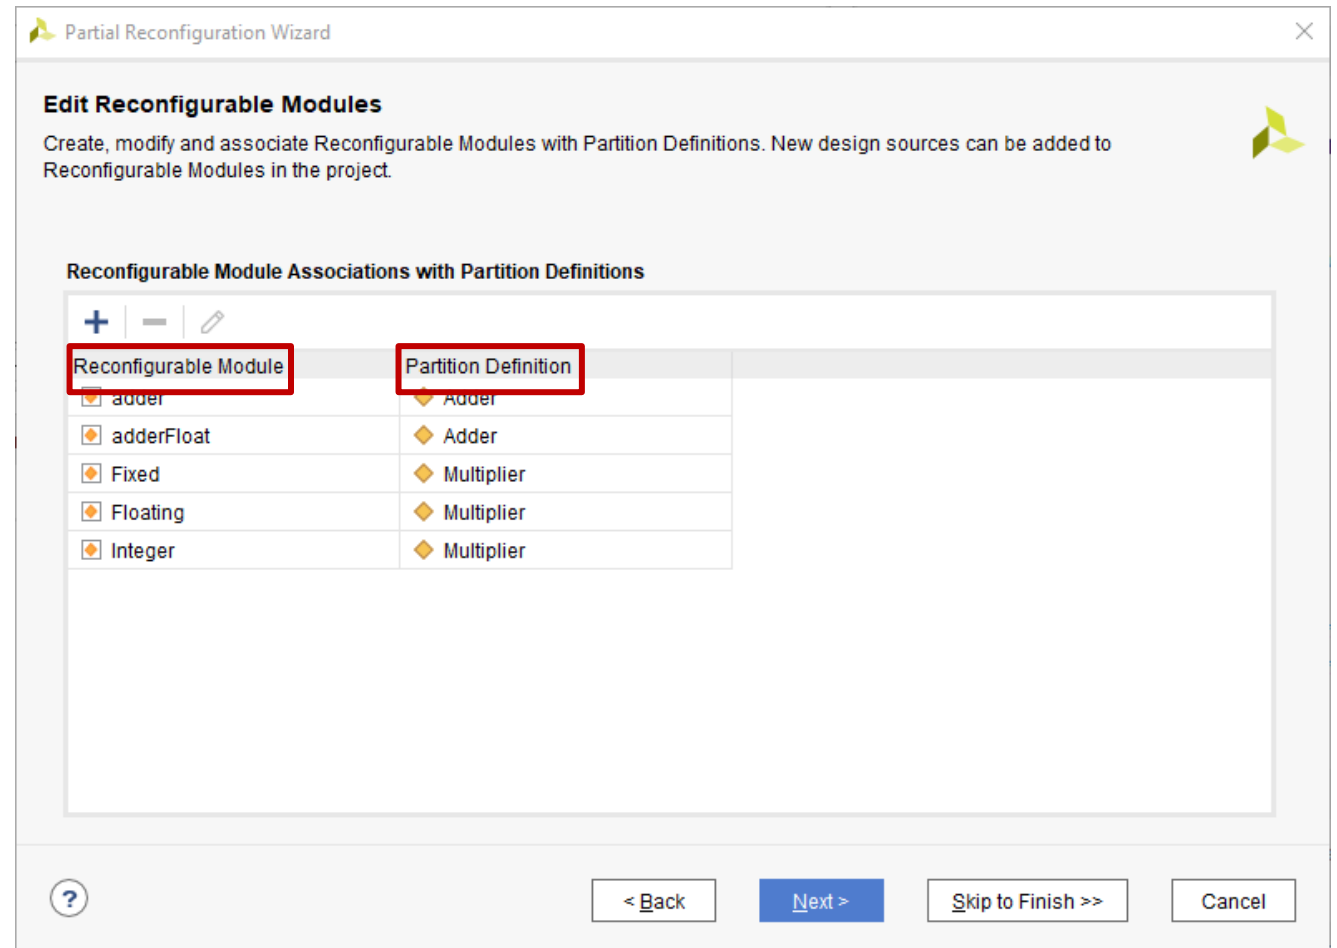 Partial Reconfiguration Wizard
Edit Reconfigurable Modules
Create, modify and associate Reconfigurable Modules with Partition Definitions. New design sources can be added to
Reconfigurable Modules in the project.
Reconfigurable Module Associations with Partition Definitions
Reconfigurable Module Partition Definition
adder Adder
adderFloat Adder
Fixed Multiplier
Floating Multiplier
Integer Multiplier
? < Back Next > Skip to Finish >> Cancel